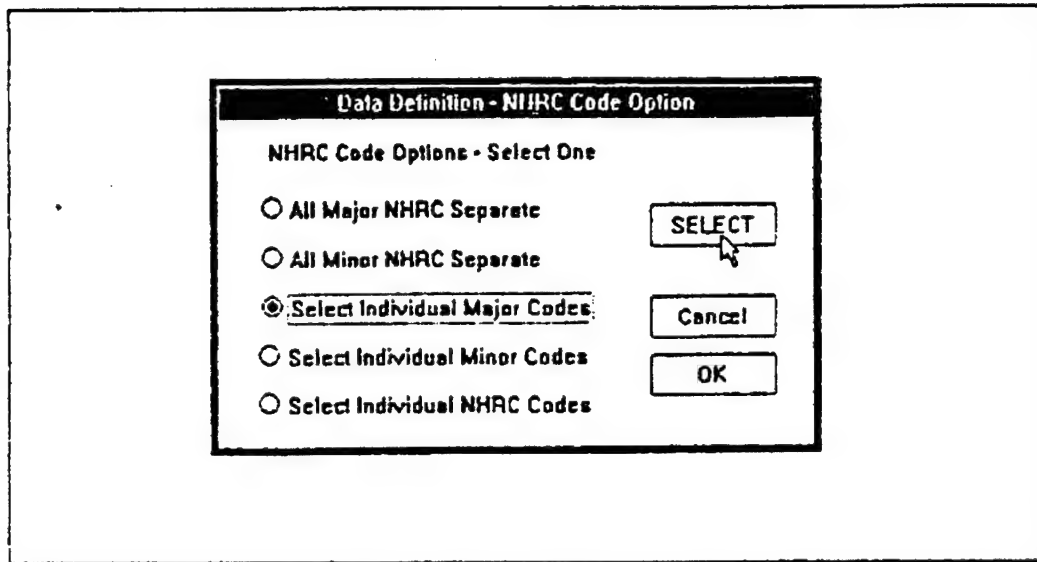 Data Definition - NHRC Code Option
NHRC Code Options - Select One
All Major NHRC Separate
SELECT
All Minor NHRC Separate
Select Individual Major Codes
Cancel
Select Individual Minor Codes
OK
Select Individual NHRC Codes